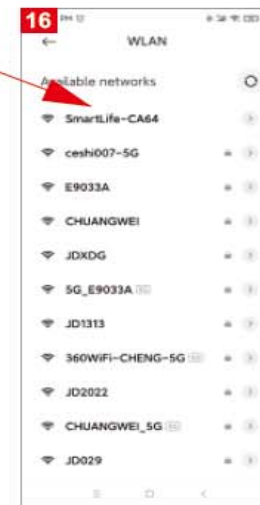 16
WLAN
Available networks
SmartLife-CA64
ceshi007-5G
E9033A
CHUANGWEI
JDXDG
5G_E9033A
JD1313
360WiFi-CHENG-5G
JD2022
CHUANGWEI_5G
JD029